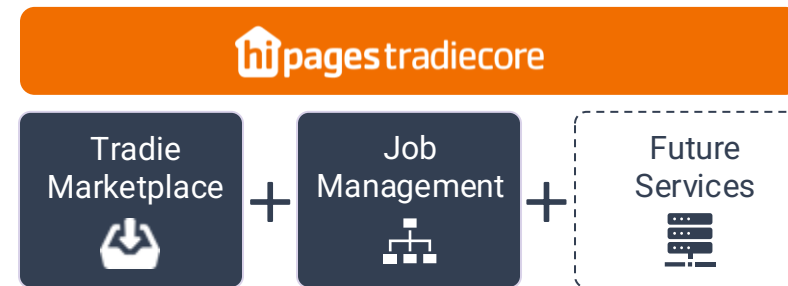 hipagestradiecore
Tradie
Marketplace
+
Job
Management
+
Future
Services